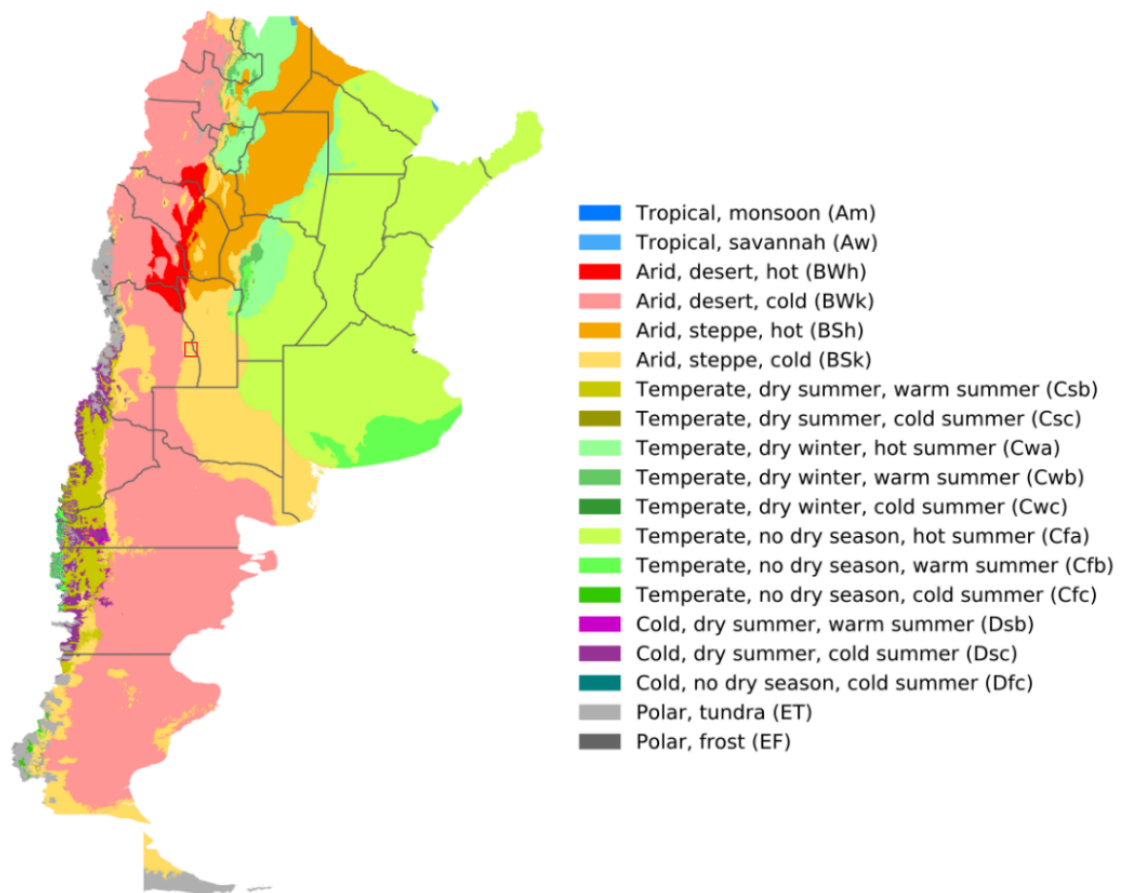 Tropical, monsoon (Am)
Tropical, savannah (Aw)
Arid, desert, hot (BWh)
Arid, desert, cold (BWk)
Arid, steppe, hot (BSh)
Arid, steppe, cold (BSk)
Temperate, dry summer, warm summer (Csb)
Temperate, dry summer, cold summer (Csc)
Temperate, dry winter, hot summer (Cwa)
Temperate, dry winter, warm summer (Cwb)
Temperate, dry winter, cold summer (Cwc)
Temperate, no dry season, hot summer (Cfa)
Temperate, no dry season, warm summer (Cfb)
Temperate, no dry season, cold summer (Cfc)
Cold, dry summer, warm summer (Dsb)
Cold, dry summer, cold summer (Dsc)
Cold, no dry season, cold summer (Dfc)
Polar, tundra (ET)
Polar, frost (EF)